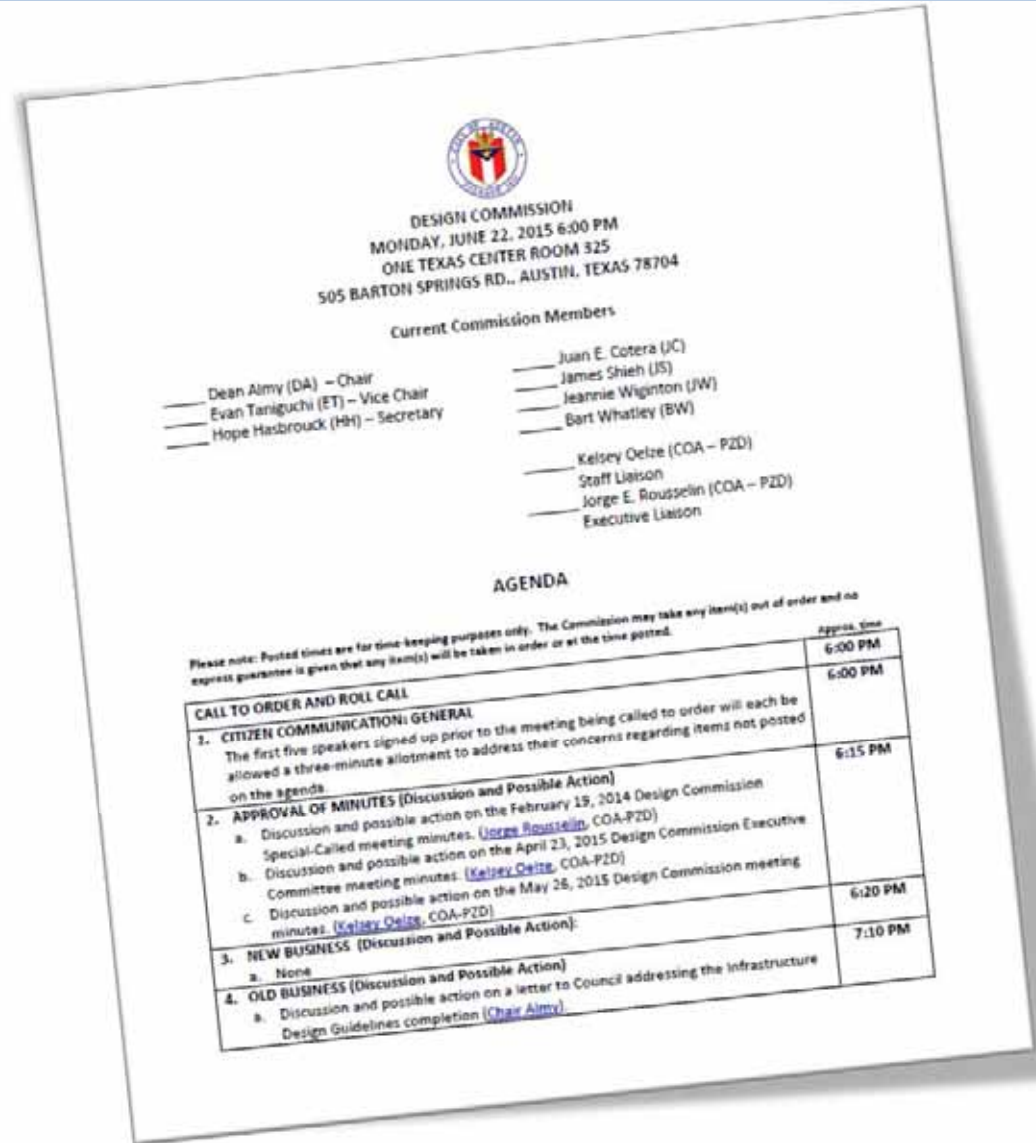 CITY OF AUSTIN
DESIGN COMMISSION
MONDAY, JUNE 22, 2015 6:00 PM
ONE TEXAS CENTER ROOM 325
505 BARTON SPRINGS RD., AUSTIN, TEXAS 78704
Current Commission Members
_____ Dean Almy (DA) – Chair
_____ Evan Taniguchi (ET) – Vice Chair
_____ Hope Hasbrouck (HH) – Secretary
_____ Juan E. Cotera (JC)
_____ James Shieh (JS)
_____ Jeannie Wiginton (JW)
_____ Bart Whatley (BW)
_____ Kelsey Oelze (COA – PZD)
Staff Liaison
_____ Jorge E. Rousselin (COA – PZD)
Executive Liaison
AGENDA
Please note: Posted times are for time-keeping purposes only. The Commission may take any item(s) out of order and no
express guarantee is given that any item(s) will be taken in order or at the time posted.
Approx. time
CALL TO ORDER AND ROLL CALL 6:00 PM
1. CITIZEN COMMUNICATION: GENERAL 6:00 PM
The first five speakers signed up prior to the meeting being called to order will each be
allowed a three-minute allotment to address their concerns regarding items not posted
on the agenda.
2. APPROVAL OF MINUTES (Discussion and Possible Action) 6:15 PM
a. Discussion and possible action on the February 19, 2014 Design Commission
Special-Called meeting minutes. (Jorge Rousselin, COA-PZD)
b. Discussion and possible action on the April 23, 2015 Design Commission Executive
Committee meeting minutes. (Kelsey Oelze, COA-PZD)
c. Discussion and possible action on the May 26, 2015 Design Commission meeting
minutes. (Kelsey Oelze, COA-PZD)
3. NEW BUSINESS (Discussion and Possible Action): 6:20 PM
a. None
4. OLD BUSINESS (Discussion and Possible Action) 7:10 PM
a. Discussion and possible action on a letter to Council addressing the Infrastructure
Design Guidelines completion (Chair Almy).